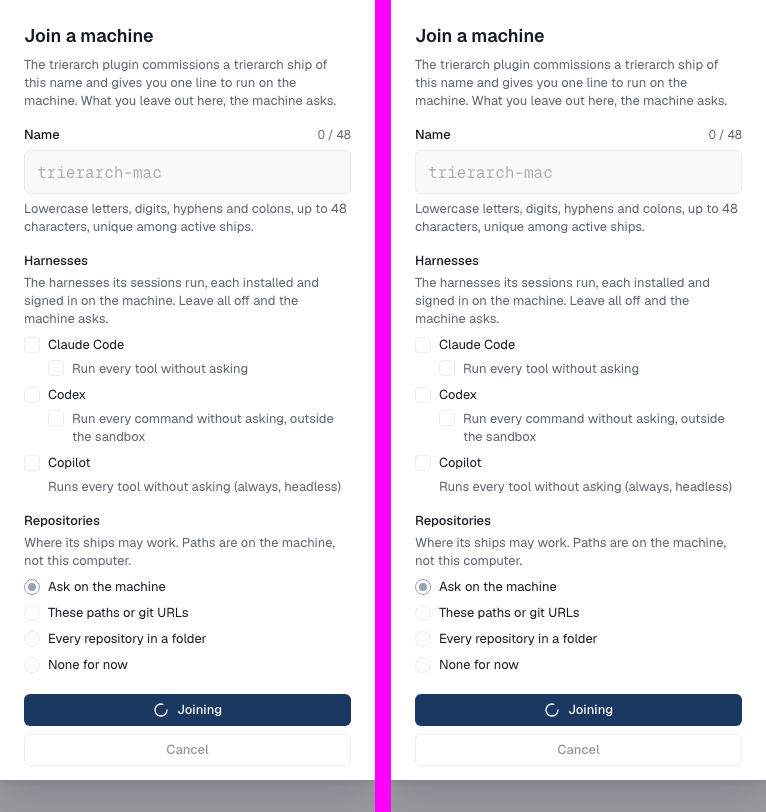 Join a machine
The trierarch plugin commissions a trierarch ship of
this name and gives you one line to run on the
machine. What you leave out here, the machine asks.
Name 0 / 48
trierarch-mac
Lowercase letters, digits, hyphens and colons, up to 48
characters, unique among active ships.
Harnesses
The harnesses its sessions run, each installed and
signed in on the machine. Leave all off and the
machine asks.
Claude Code
Run every tool without asking
Codex
Run every command without asking, outside
the sandbox
Copilot
Runs every tool without asking (always, headless)
Repositories
Where its ships may work. Paths are on the machine,
not this computer.
Ask on the machine
These paths or git URLs
Every repository in a folder
None for now
Joining
Cancel
Join a machine
The trierarch plugin commissions a trierarch ship of
this name and gives you one line to run on the
machine. What you leave out here, the machine asks.
Name 0 / 48
trierarch-mac
Lowercase letters, digits, hyphens and colons, up to 48
characters, unique among active ships.
Harnesses
The harnesses its sessions run, each installed and
signed in on the machine. Leave all off and the
machine asks.
Claude Code
Run every tool without asking
Codex
Run every command without asking, outside
the sandbox
Copilot
Runs every tool without asking (always, headless)
Repositories
Where its ships may work. Paths are on the machine,
not this computer.
Ask on the machine
These paths or git URLs
Every repository in a folder
None for now
Joining
Cancel